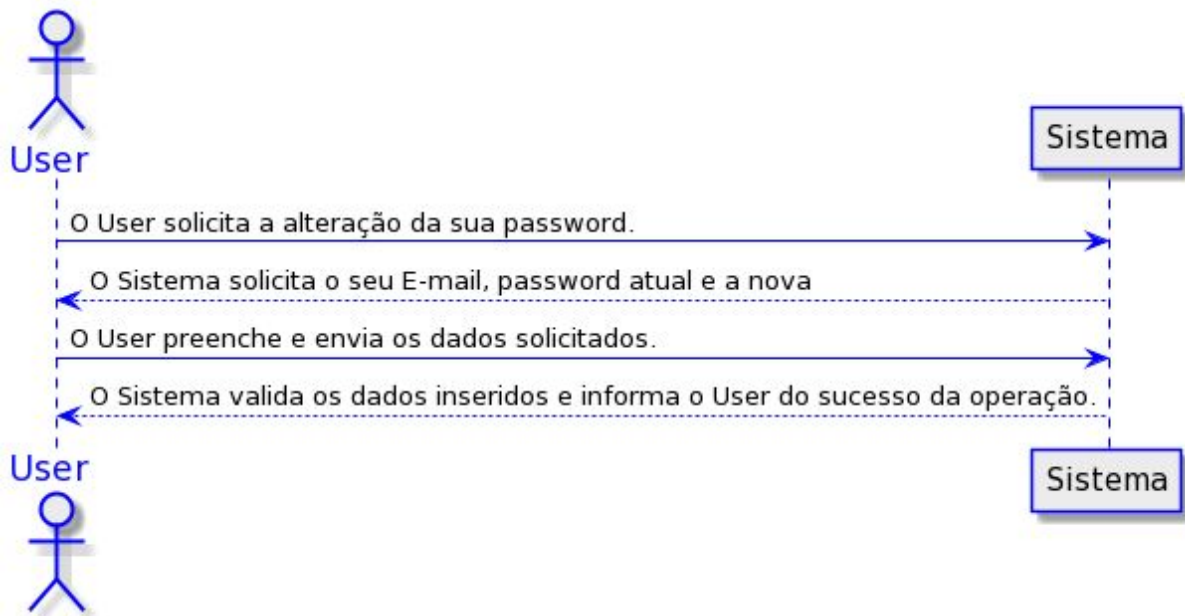 User
Sistema
O User solicita a alteração da sua password.
O Sistema solicita o seu E-mail, password atual e a nova
O User preenche e envia os dados solicitados.
O Sistema valida os dados inseridos e informa o User do sucesso da operação.
User
Sistema